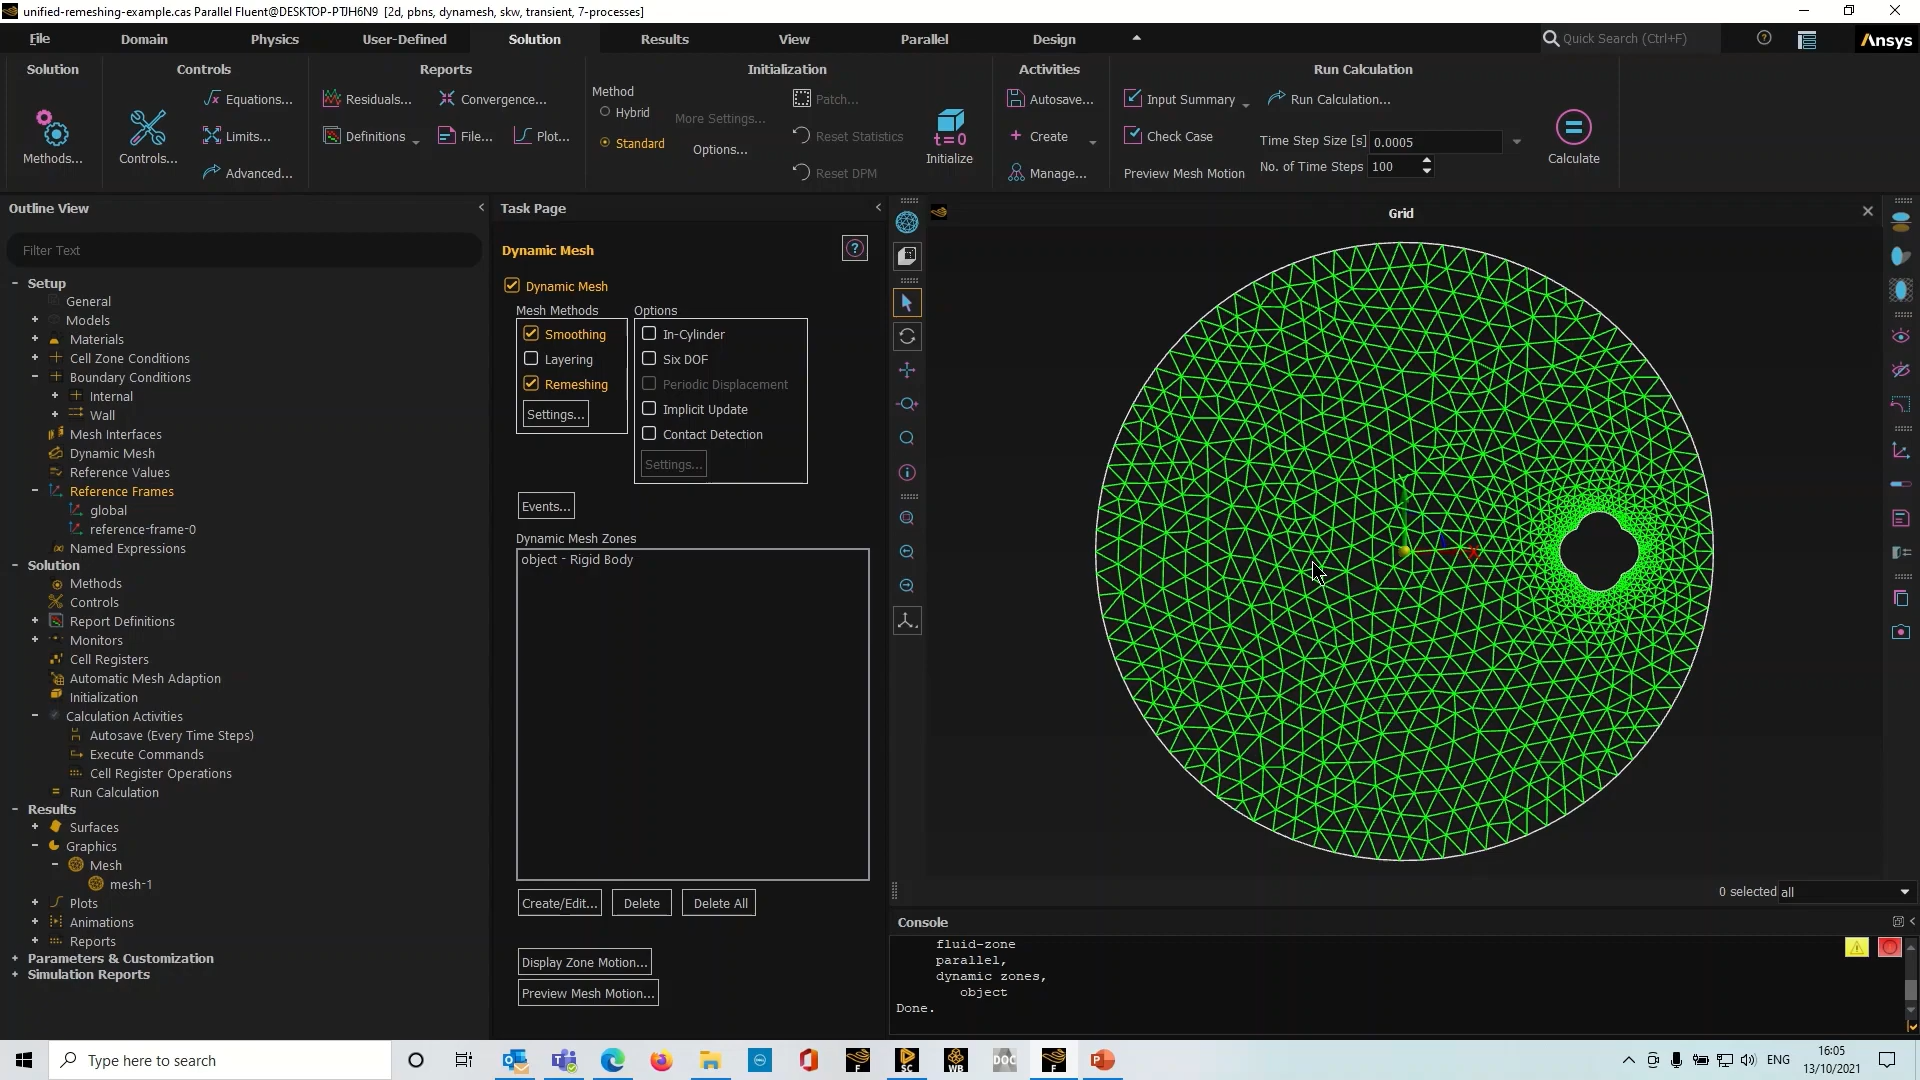 unified-remeshing-example.cas Parallel Fluent@DESKTOP-PTJH6N9 [2d, pbns, dynamesh, skw, transient, 7-processes]
File Domain Physics User-Defined Solution Results View Parallel Design Quick Search (Ctrl+F) Ansys
Solution Controls Reports Initialization Activities Run Calculation
Methods...
Controls...
Equations...
Limits...
Advanced...
Residuals... Convergence...
Definitions File... Plot...
Method
Hybrid
Standard
More Settings...
Options...
Patch...
Reset Statistics
Reset DPM
t=0
Initialize
Autosave...
Create
Manage...
Input Summary Run Calculation...
Check Case Time Step Size [s] 0.0005
Preview Mesh Motion No. of Time Steps 100
Calculate
Outline View
Filter Text
Setup
General
Models
Materials
Cell Zone Conditions
Boundary Conditions
Internal
Wall
Mesh Interfaces
Dynamic Mesh
Reference Values
Reference Frames
global
reference-frame-0
Named Expressions
Solution
Methods
Controls
Report Definitions
Monitors
Cell Registers
Automatic Mesh Adaption
Initialization
Calculation Activities
Autosave (Every Time Steps)
Execute Commands
Cell Register Operations
Run Calculation
Results
Surfaces
Graphics
Mesh
mesh-1
Plots
Animations
Reports
Parameters & Customization
Simulation Reports
Task Page
Dynamic Mesh
Dynamic Mesh
Mesh Methods Options
Smoothing
Layering
Remeshing
Settings...
In-Cylinder
Six DOF
Periodic Displacement
Implicit Update
Contact Detection
Settings...
Events...
Dynamic Mesh Zones
object - Rigid Body
Create/Edit... Delete Delete All
Display Zone Motion...
Preview Mesh Motion...
Grid
0 selected all
Console
fluid-zone
parallel,
dynamic zones,
object
Done.
Type here to search
F SC WB DOC F
ENG
16:05
13/10/2021